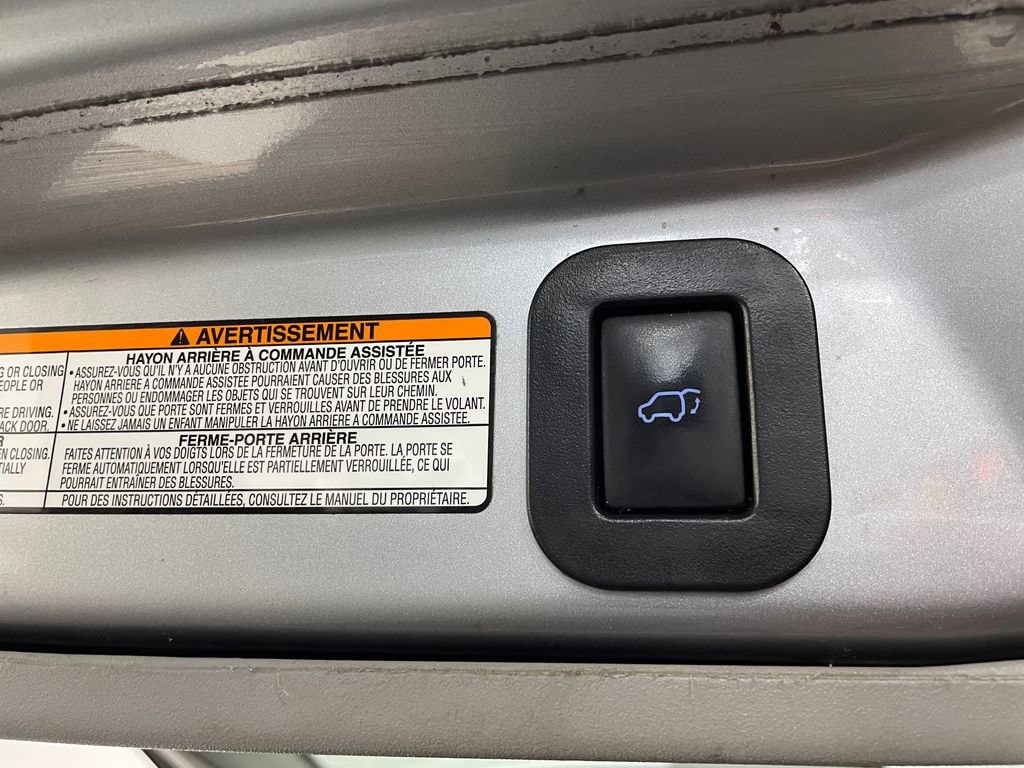 AVERTISSEMENT
HAYON ARRIÈRE À COMMANDE ASSISTÉE
G OR CLOSING
• ASSUREZ-VOUS QU'IL N'Y A AUCUNE OBSTRUCTION AVANT D'OUVRIR OU DE FERMER PORTE.
EOPLE OR
HAYON ARRIERE A COMMANDE ASSISTEE POURRAIENT CAUSER DES BLESSURES AUX
PERSONNES OU ENDOMMAGER LES OBJETS QUI SE TROUVENT SUR LEUR CHEMIN.
RE DRIVING.
• ASSUREZ-VOUS QUE PORTE SONT FERMES ET VERROUILLES AVANT DE PRENDRE LE VOLANT.
ACK DOOR.
• NE LAISSEZ JAMAIS UN ENFANT MANIPULER LA HAYON ARRIERE A COMMANDE ASSISTEE.
R
FERME-PORTE ARRIÈRE
EN CLOSING.
FAITES ATTENTION À VOS DOIGTS LORS DE LA FERMETURE DE LA PORTE. LA PORTE SE
TIALLY
FERME AUTOMATIQUEMENT LORSQU'ELLE EST PARTIELLEMENT VERROUILLÉE, CE QUI
POURRAIT ENTRAÎNER DES BLESSURES.
S.
POUR DES INSTRUCTIONS DÉTAILLÉES, CONSULTEZ LE MANUEL DU PROPRIÉTAIRE.